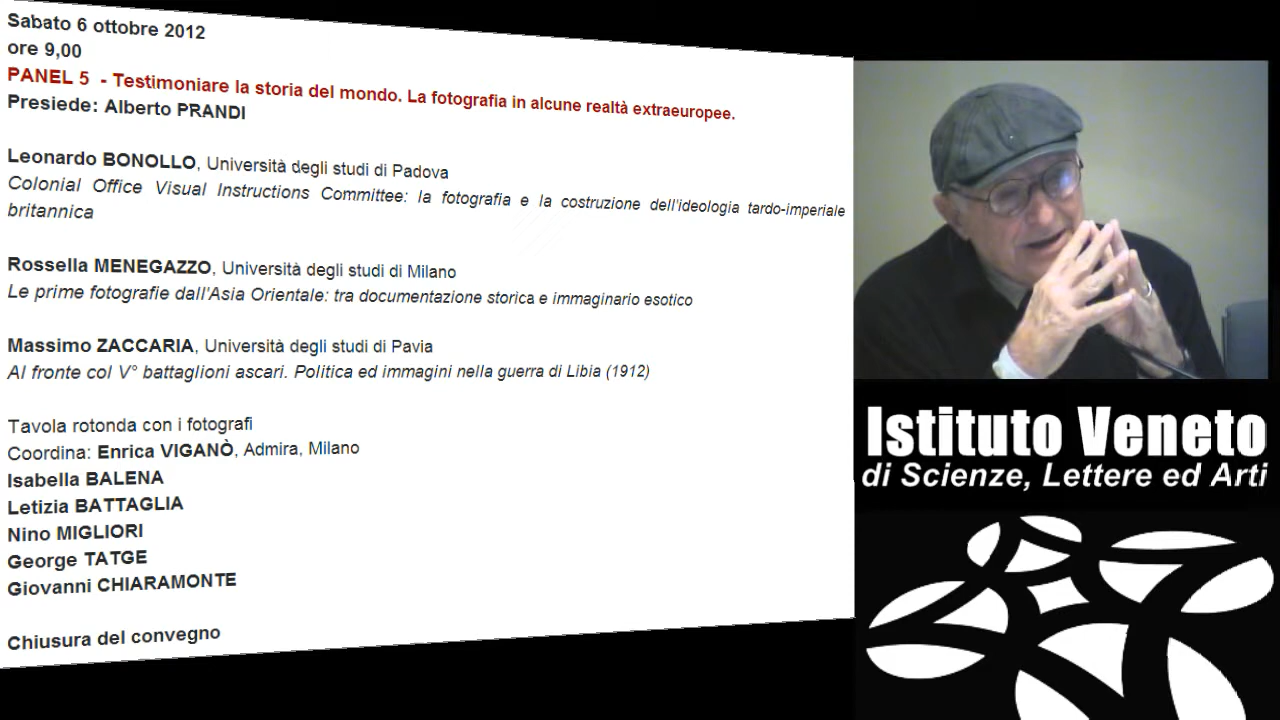 Sabato 6 ottobre 2012
ore 9,00
PANEL 5 - Testimoniare la storia del mondo. La fotografia in alcune realtà extraeuropee.
Presiede: Alberto PRANDI
Leonardo BONOLLO, Università degli studi di Padova
Colonial Office Visual Instructions Committee: la fotografia e la costruzione dell'ideologia tardo-imperiale
britannica
Rossella MENEGAZZO, Università degli studi di Milano
Le prime fotografie dall'Asia Orientale: tra documentazione storica e immaginario esotico
Massimo ZACCARIA, Università degli studi di Pavia
Al fronte col V° battaglioni ascari. Politica ed immagini nella guerra di Libia (1912)
Tavola rotonda con i fotografi
Coordina: Enrica VIGANÒ, Admira, Milano
Isabella BALENA
Letizia BATTAGLIA
Nino MIGLIORI
George TATGE
Giovanni CHIARAMONTE
Chiusura del convegno
Istituto Veneto
di Scienze, Lettere ed Arti